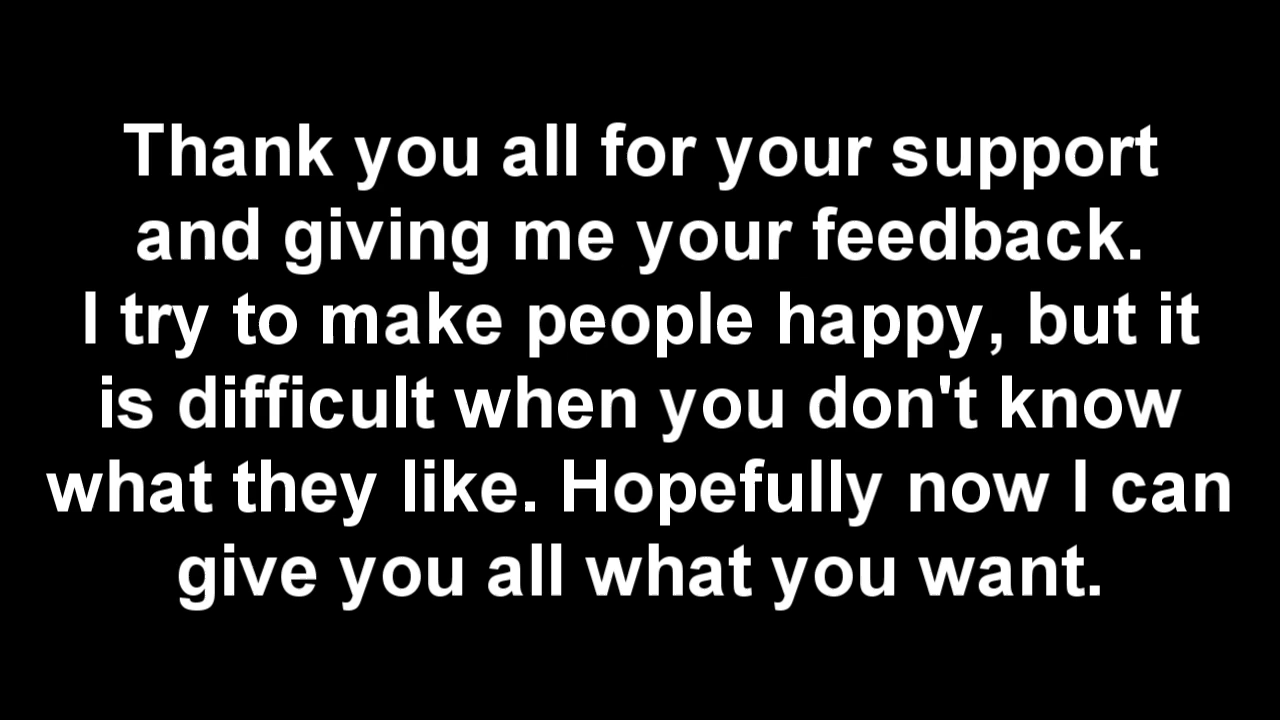 Thank you all for your support
and giving me your feedback.
I try to make people happy, but it
is difficult when you don't know
what they like. Hopefully now I can
give you all what you want.